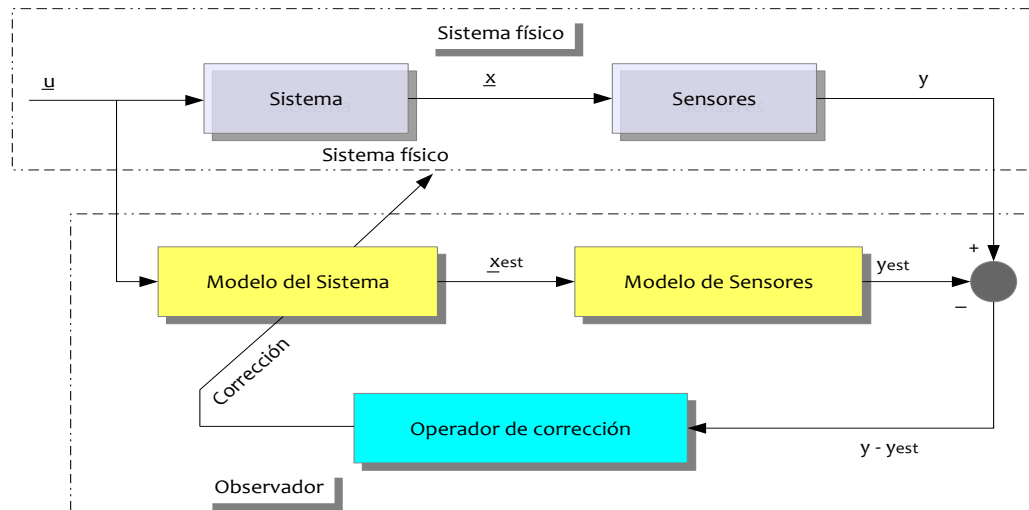 Sistema físico
u
Sistema
x
Sensores
y
Sistema físico
+
Modelo del Sistema
xest
Modelo de Sensores
yest
–
Corrección
Operador de corrección
y - yest
Observador